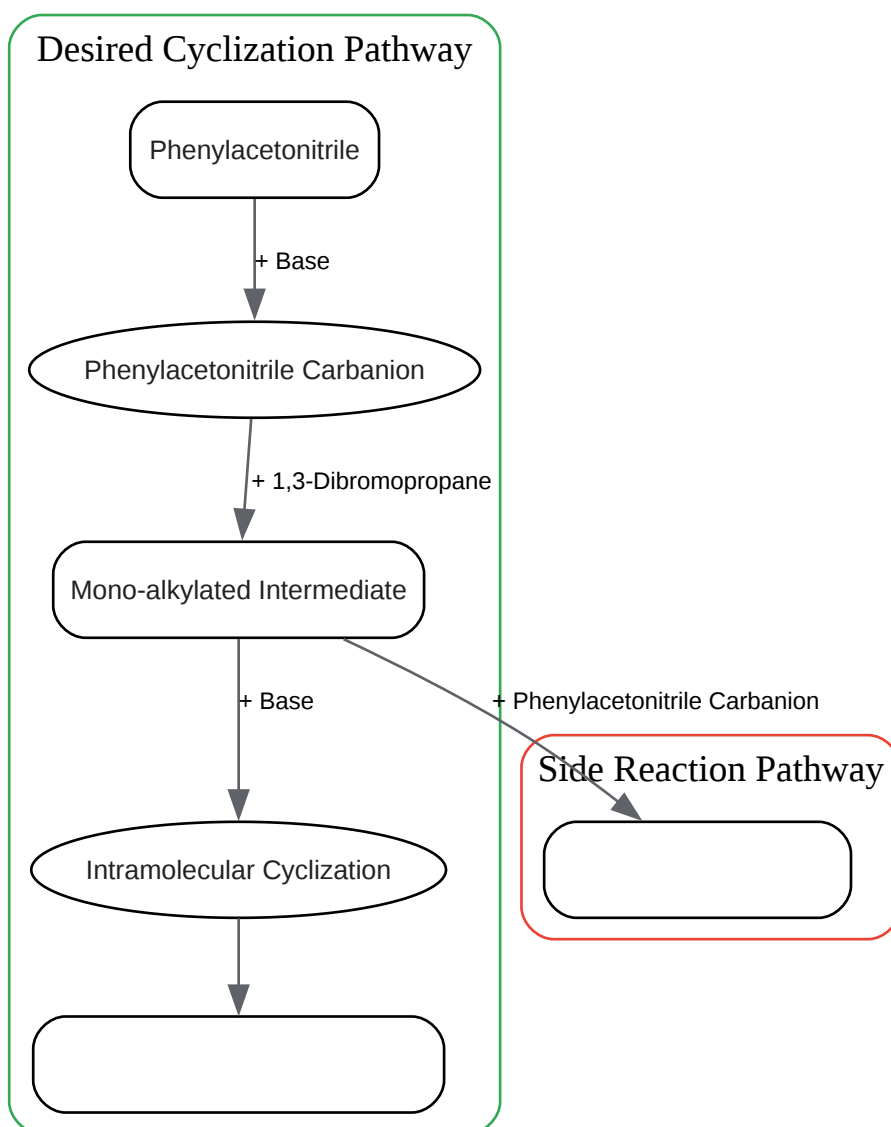 Desired Cyclization Pathway
Phenylacetonitrile
+ Base
Phenylacetonitrile Carbanion
+ 1,3-Dibromopropane
Mono-alkylated Intermediate
+ Base
+ Phenylacetonitrile Carbanion
Side Reaction Pathway
Intramolecular Cyclization